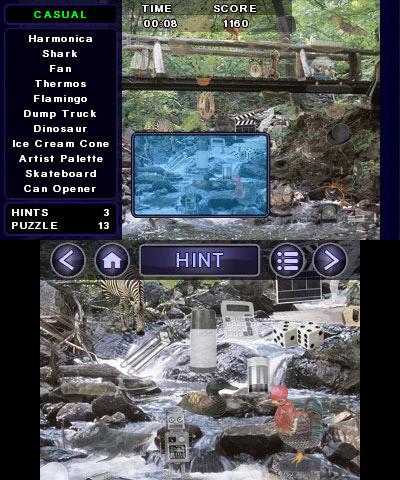 CASUAL
TIME SCORE
00:08 1160
Harmonica
Shark
Fan
Thermos
Flamingo
Dump Truck
Dinosaur
Ice Cream Cone
Artist Palette
Skateboard
Can Opener
HINTS 3
PUZZLE 13
HINT